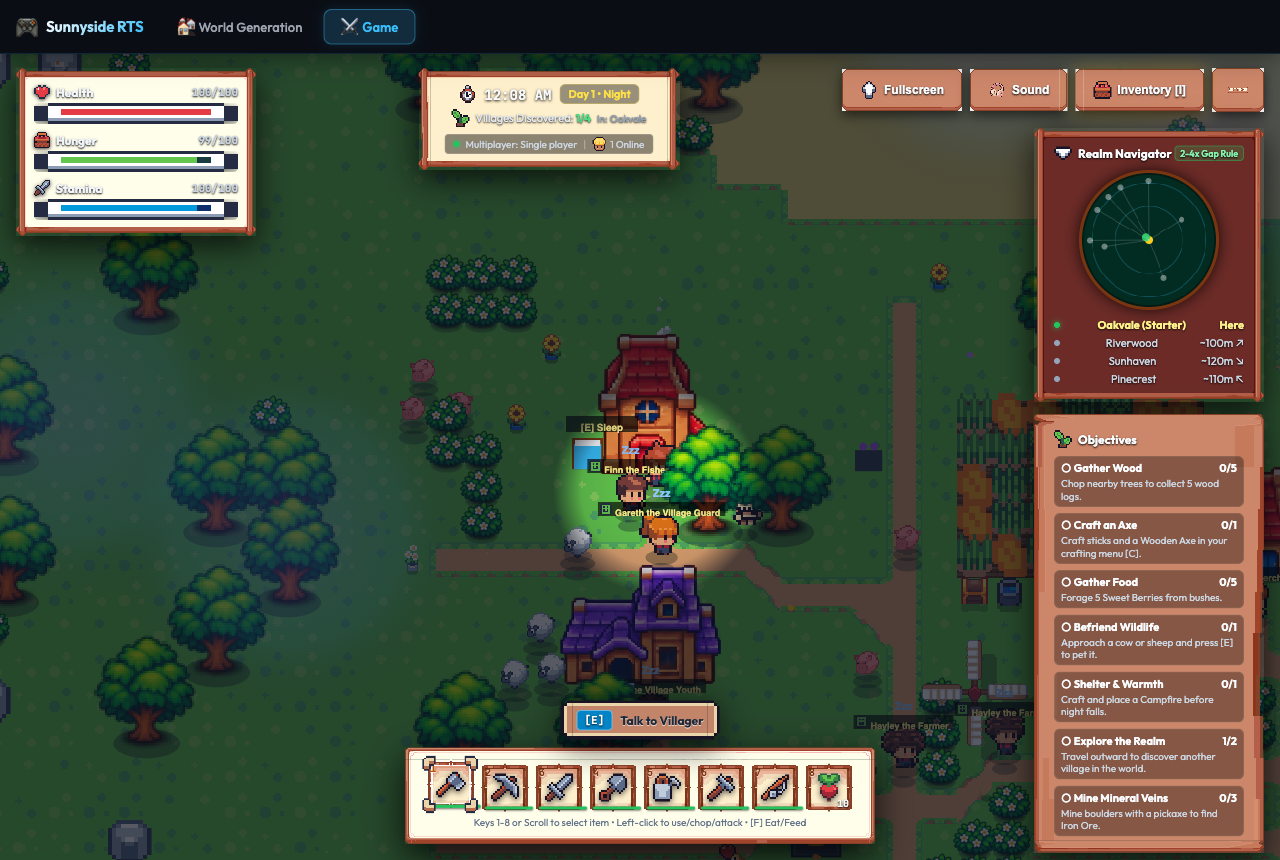 Sunnyside RTS
World Generation
Game
Health 100/100
Hunger 99/100
Stamina 100/100
12:08 AM
Day 1 • Night
Villages Discovered: 1/4 In: Oakvale
Multiplayer: Single player | 1 Online
Fullscreen
Sound
Inventory [I]
Realm Navigator
2-4x Gap Rule
Oakvale (Starter) Here
Riverwood ~100m ↗
Sunhaven ~120m ↘
Pinecrest ~110m ↖
Objectives
Gather Wood 0/5
Chop nearby trees to collect 5 wood
logs.
Craft an Axe 0/1
Craft sticks and a Wooden Axe in your
crafting menu [C].
Gather Food 0/5
Forage 5 Sweet Berries from bushes.
Befriend Wildlife 0/1
Approach a cow or sheep and press [E]
to pet it.
Shelter & Warmth 0/1
Craft and place a Campfire before
night falls.
Explore the Realm 1/2
Travel outward to discover another
village in the world.
Mine Mineral Veins 0/3
Mine boulders with a pickaxe to find
Iron Ore.
[E] Sleep
Zzz
Finn the Fishe
Zzz
Gareth the Village Guard
he Village Youth
Hayley the Farmer
Hayley the Far
[E] Talk to Villager
10
Keys 1-8 or Scroll to select item • Left-click to use/chop/attack • [F] Eat/Feed